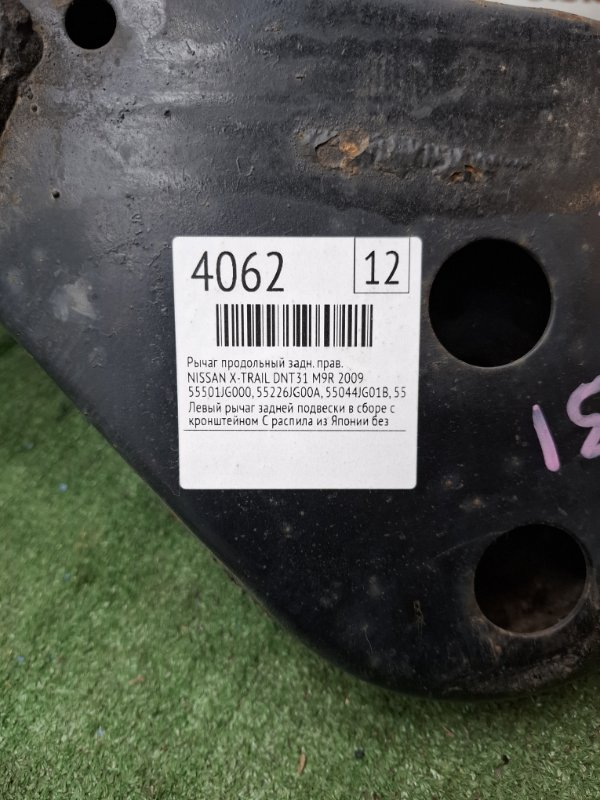 4062
12
Рычаг продольный задн. прав.
NISSAN X-TRAIL DNT31 M9R 2009
55501JG000, 55226JG00A, 55044JG01B, 55
Левый рычаг задней подвески в сборе с
кронштейном С распила из Японии без
31